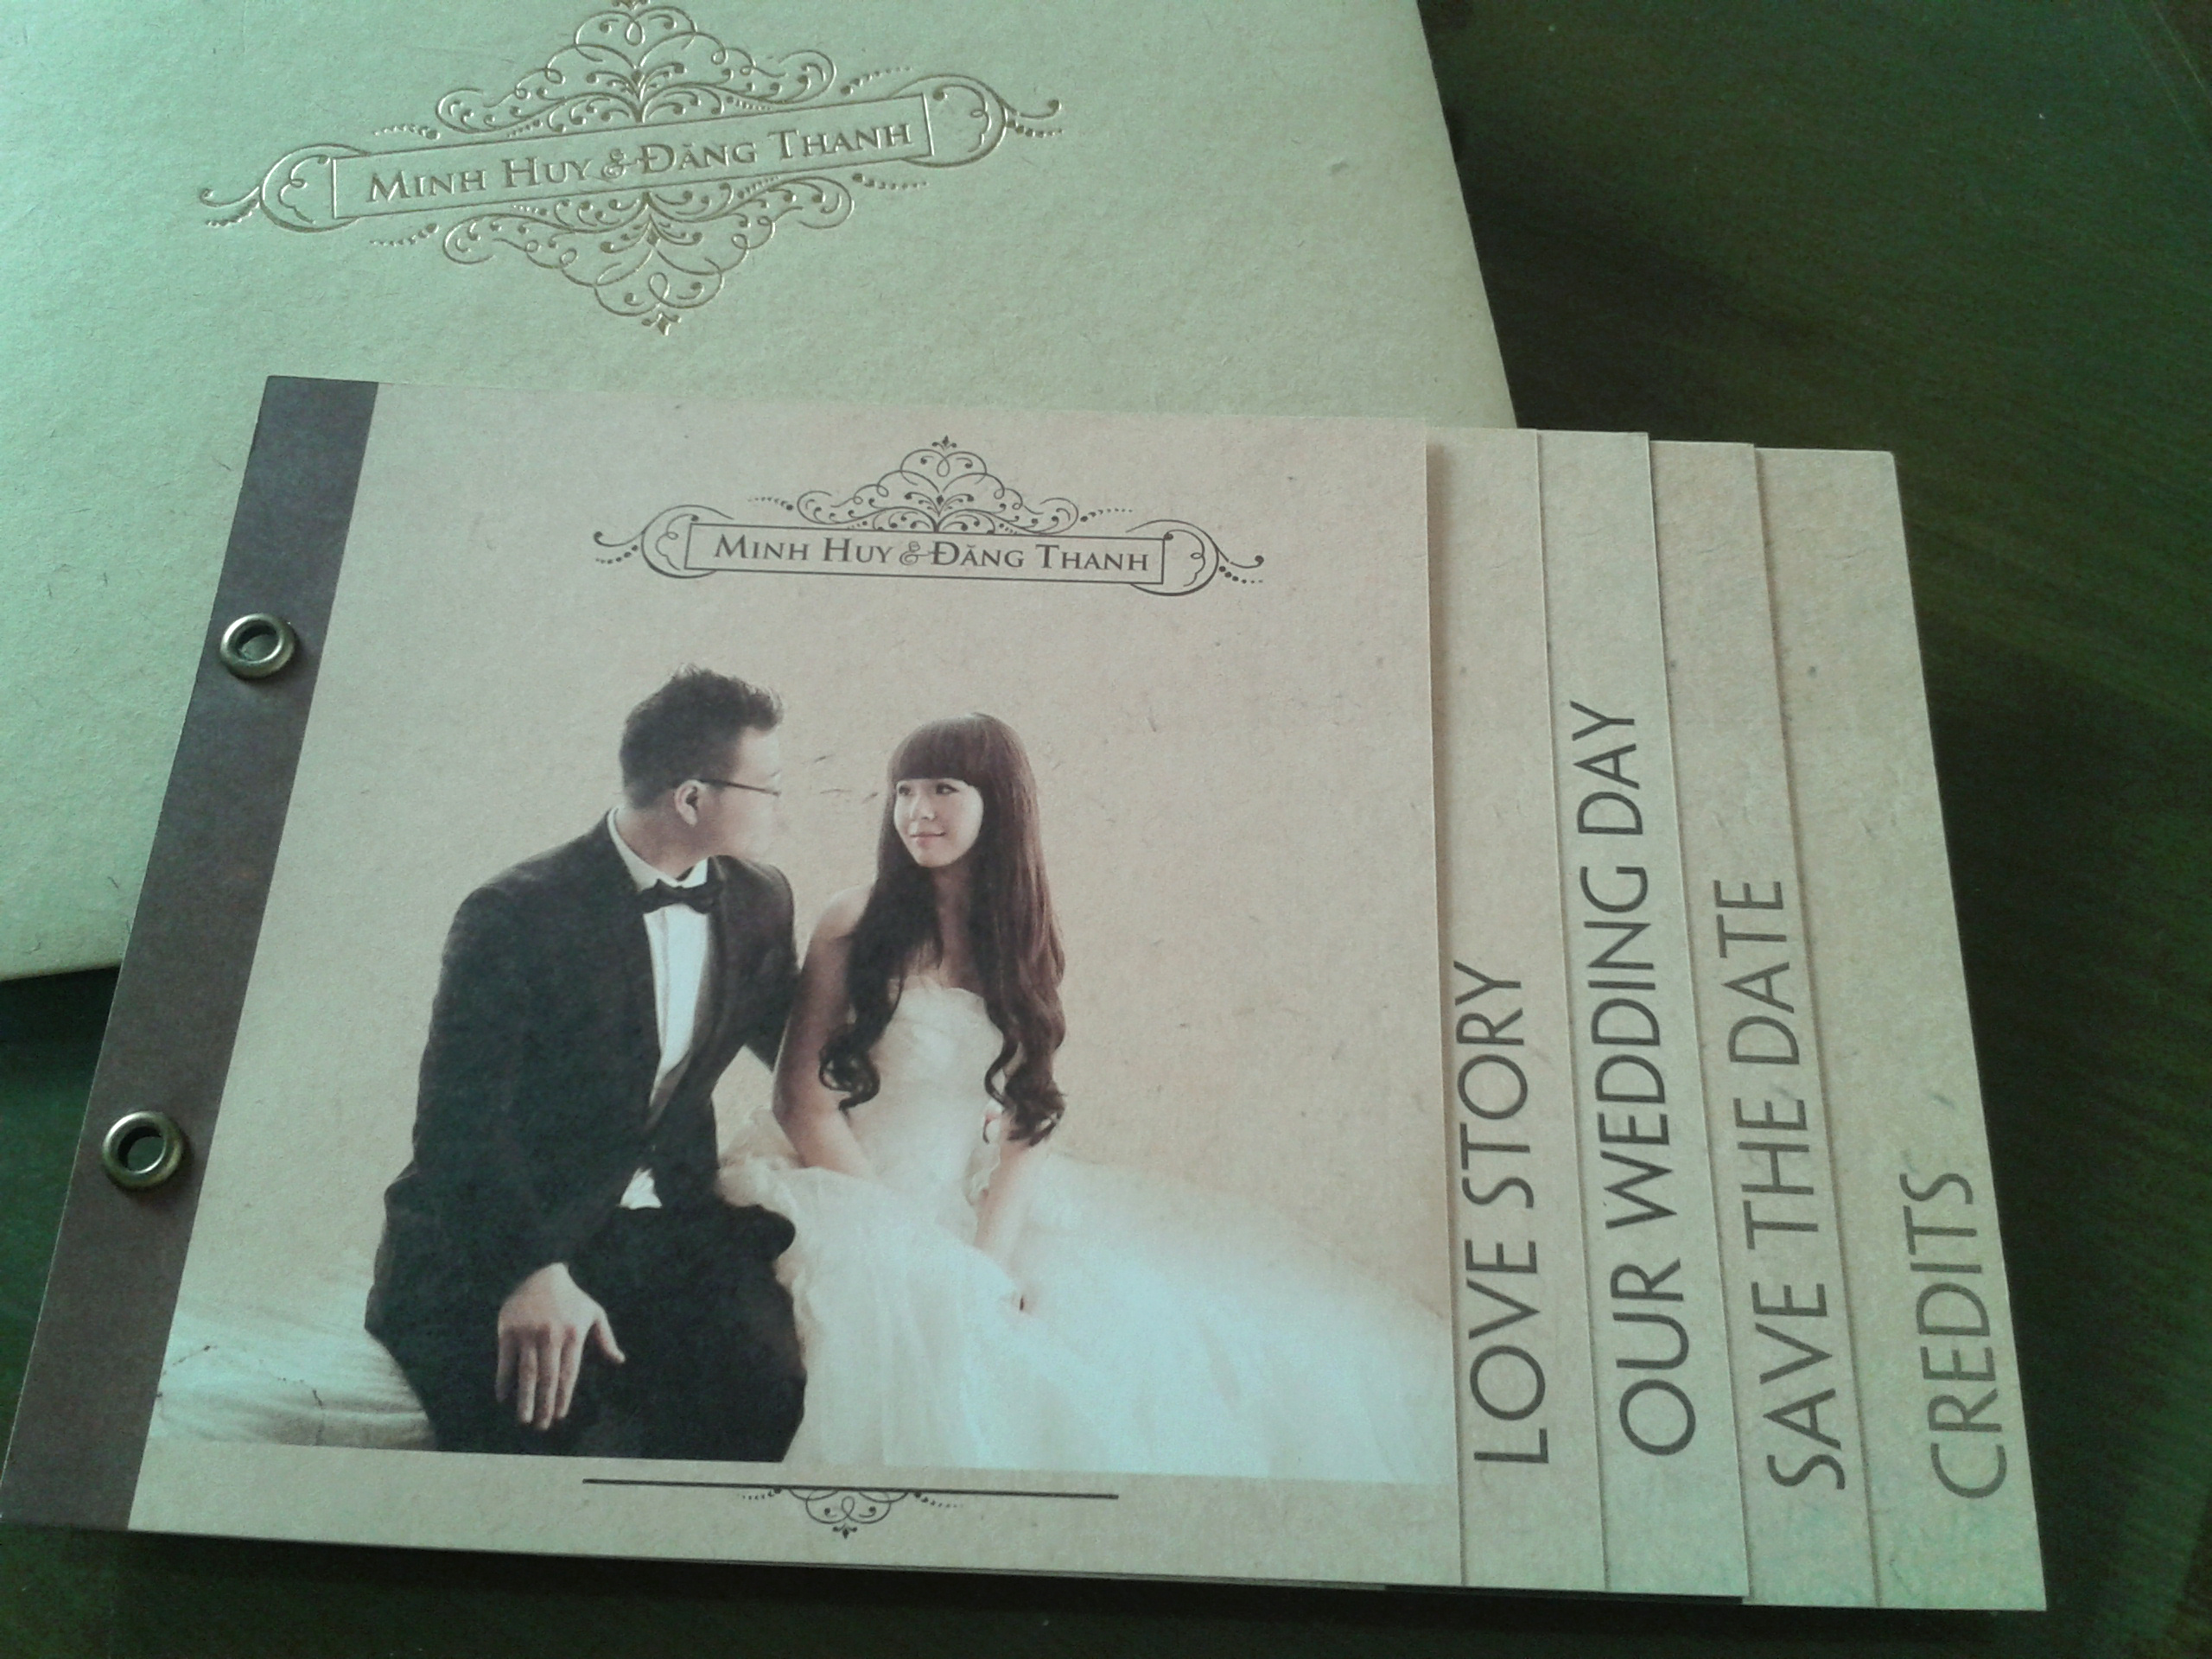 MINH HUY & ĐĂNG THANH
MINH HUY & ĐĂNG THANH
LOVE STORY
OUR WEDDING DAY
SAVE THE DATE
CREDITS